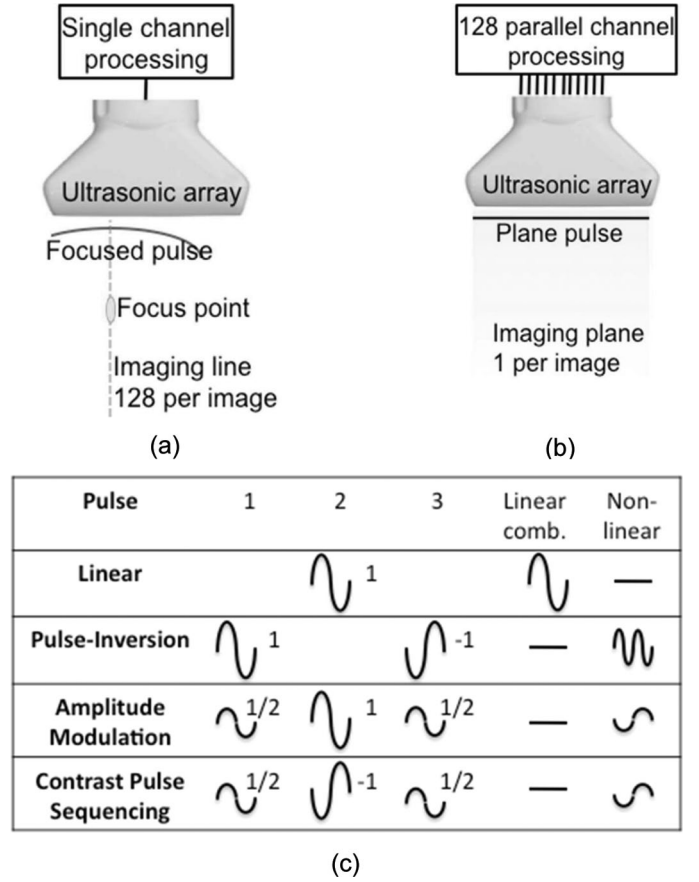 Single channel
processing
Ultrasonic array
Focused pulse
Focus point
Imaging line
128 per image
(a)
128 parallel channel
processing
Ultrasonic array
Plane pulse
Imaging plane
1 per image
(b)
Pulse 1 2 3 Linear comb. Non-linear
Linear 1
Pulse-Inversion 1 -1
Amplitude Modulation 1/2 1 1/2
Contrast Pulse Sequencing 1/2 -1 1/2
(c)